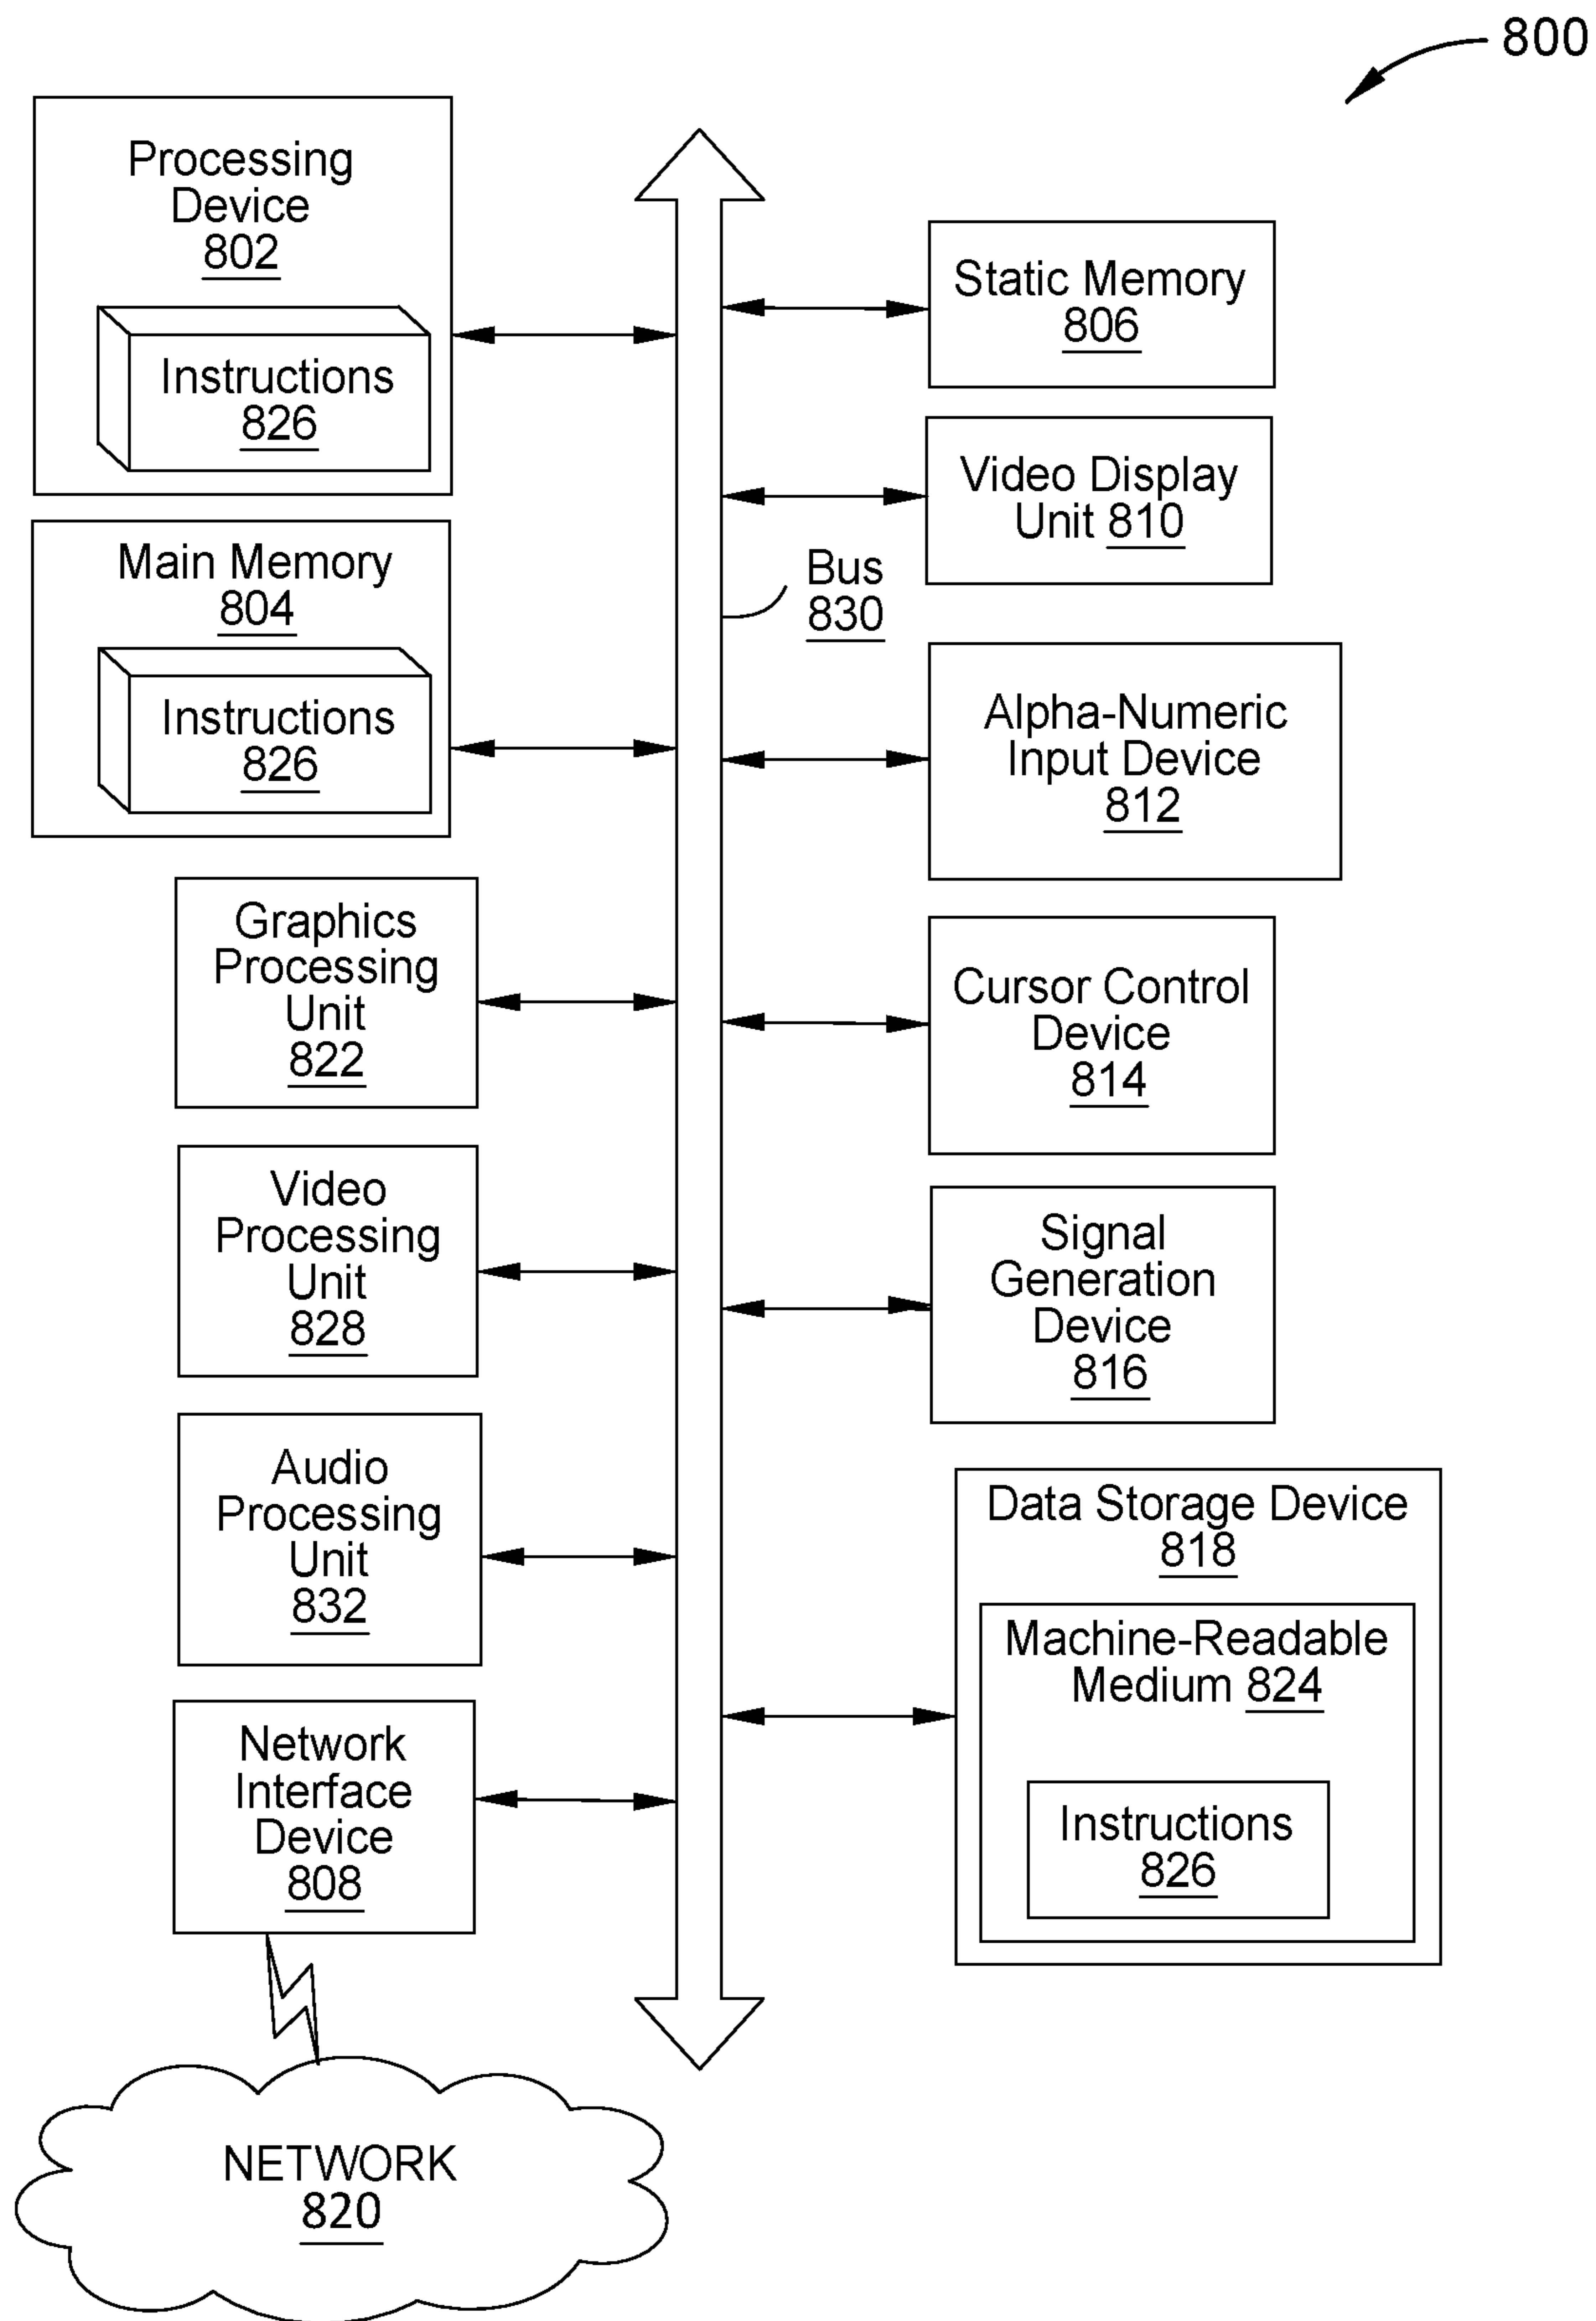 800
Processing
Device
802
Instructions
826
Main Memory
804
Instructions
826
Graphics
Processing
Unit
822
Video
Processing
Unit
828
Audio
Processing
Unit
832
Network
Interface
Device
808
NETWORK
820
Bus
830
Static Memory
806
Video Display
Unit 810
Alpha-Numeric
Input Device
812
Cursor Control
Device
814
Signal
Generation
Device
816
Data Storage Device
818
Machine-Readable
Medium 824
Instructions
826